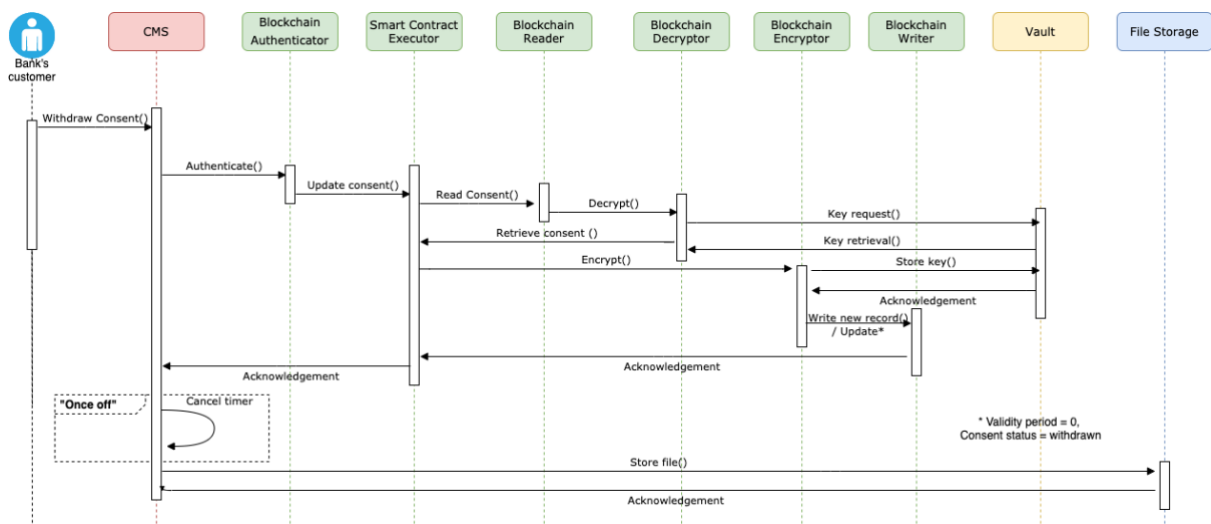 Bank's
customer
CMS
Blockchain
Authenticator
Smart Contract
Executor
Blockchain
Reader
Blockchain
Decryptor
Blockchain
Encryptor
Blockchain
Writer
Vault
File Storage
Withdraw Consent()
Authenticate()
Update consent()
Read Consent()
Decrypt()
Key request()
Retrieve consent ()
Key retrieval()
Encrypt()
Store key()
Acknowledgement
Write new record()
/ Update*
Acknowledgement
Acknowledgement
"Once off"
Cancel timer
* Validity period = 0,
Consent status = withdrawn
Store file()
Acknowledgement